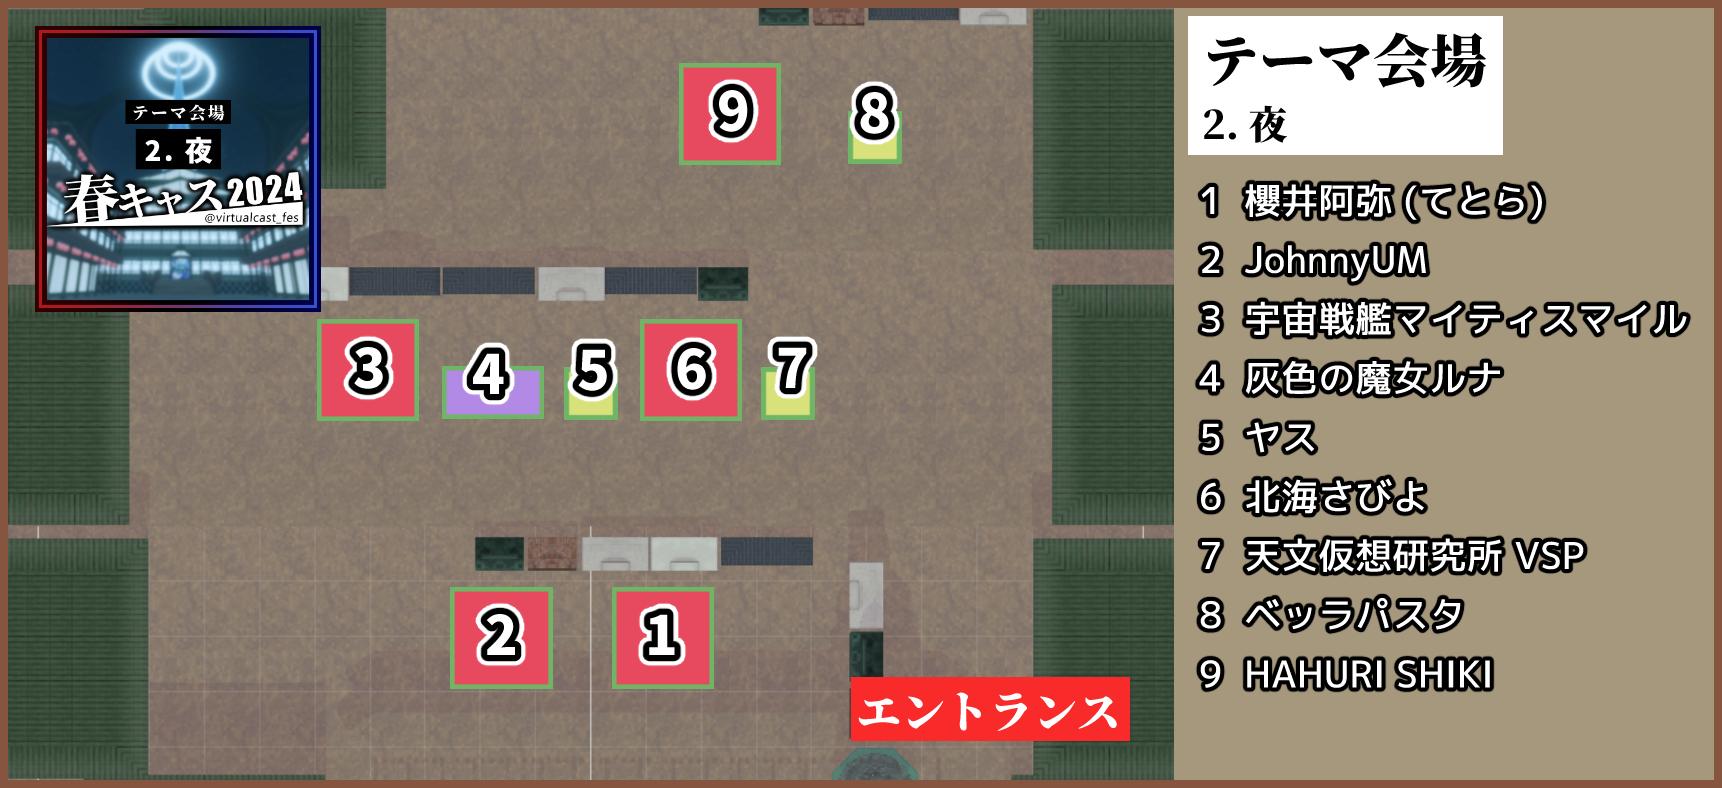 テーマ会場
2. 夜
春キャス2024
@virtualcast_fes
9
8
3
4
5
6
7
2
1
エントランス
テーマ会場
2. 夜
1 櫻井阿弥 (てとら)
2 JohnnyUM
3 宇宙戦艦マイティスマイル
4 灰色の魔女ルナ
5 ヤス
6 北海さびよ
7 天文仮想研究所 VSP
8 ベッラパスタ
9 HAHURI SHIKI